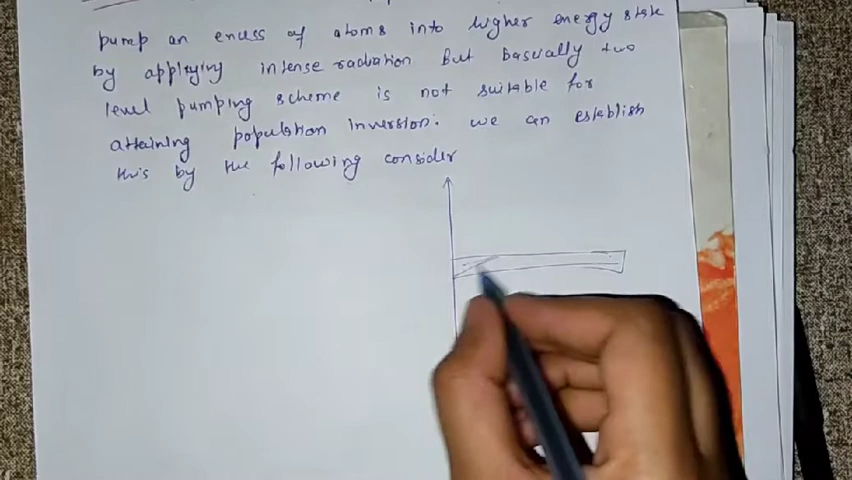 pump an excess of atoms into higher energy state
by applying intense radiation But basically two
level pumping scheme is not suitable for
attaining population inversion. we can establish
this by the following consider